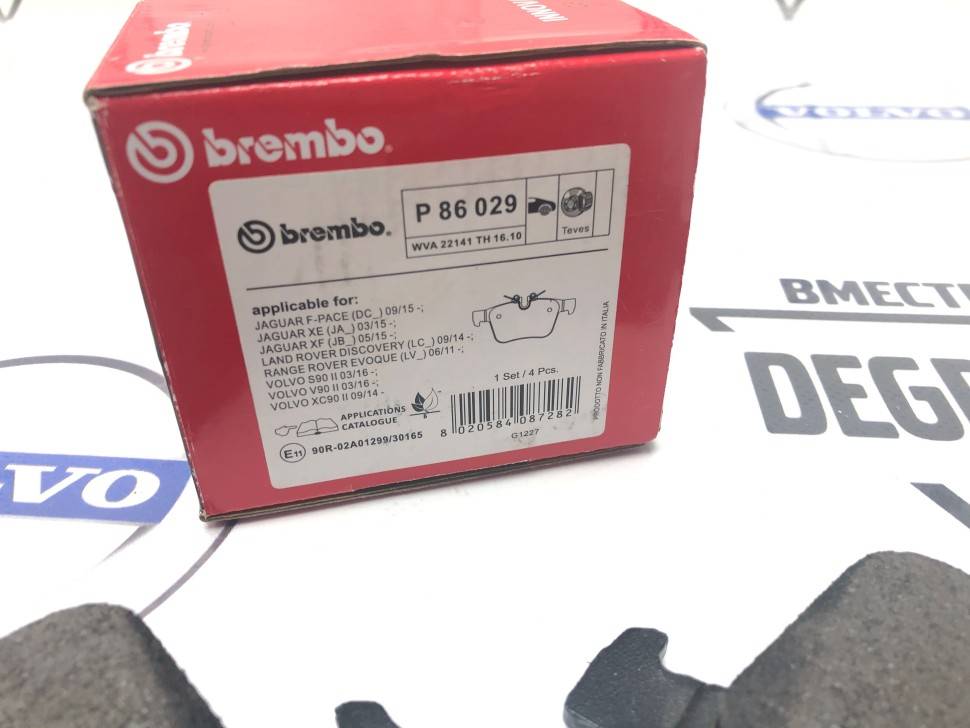 brembo
brembo.
brembo.
P 86 029
WVA 22141 TH 16.10
Teves
applicable for:
JAGUAR F-PACE (DC_) 09/15 -;
JAGUAR XE (JA_) 03/15 -;
JAGUAR XF (JB_) 05/15 -;
LAND ROVER DISCOVERY (LC_) 09/14 -;
RANGE ROVER EVOQUE (LV_) 06/11 -;
VOLVO S90 II 03/16 -;
VOLVO V90 II 03/16 -;
VOLVO XC90 II 09/14 -
APPLICATIONS
CATALOGUE
E11 90R-02A01299/30165
1 Set / 4 Pcs.
8 020584 087282
G1227
PRODOTTO NON FABBRICATO IN ITALIA
VOLVO
ВМЕСТ
DEGR
VO